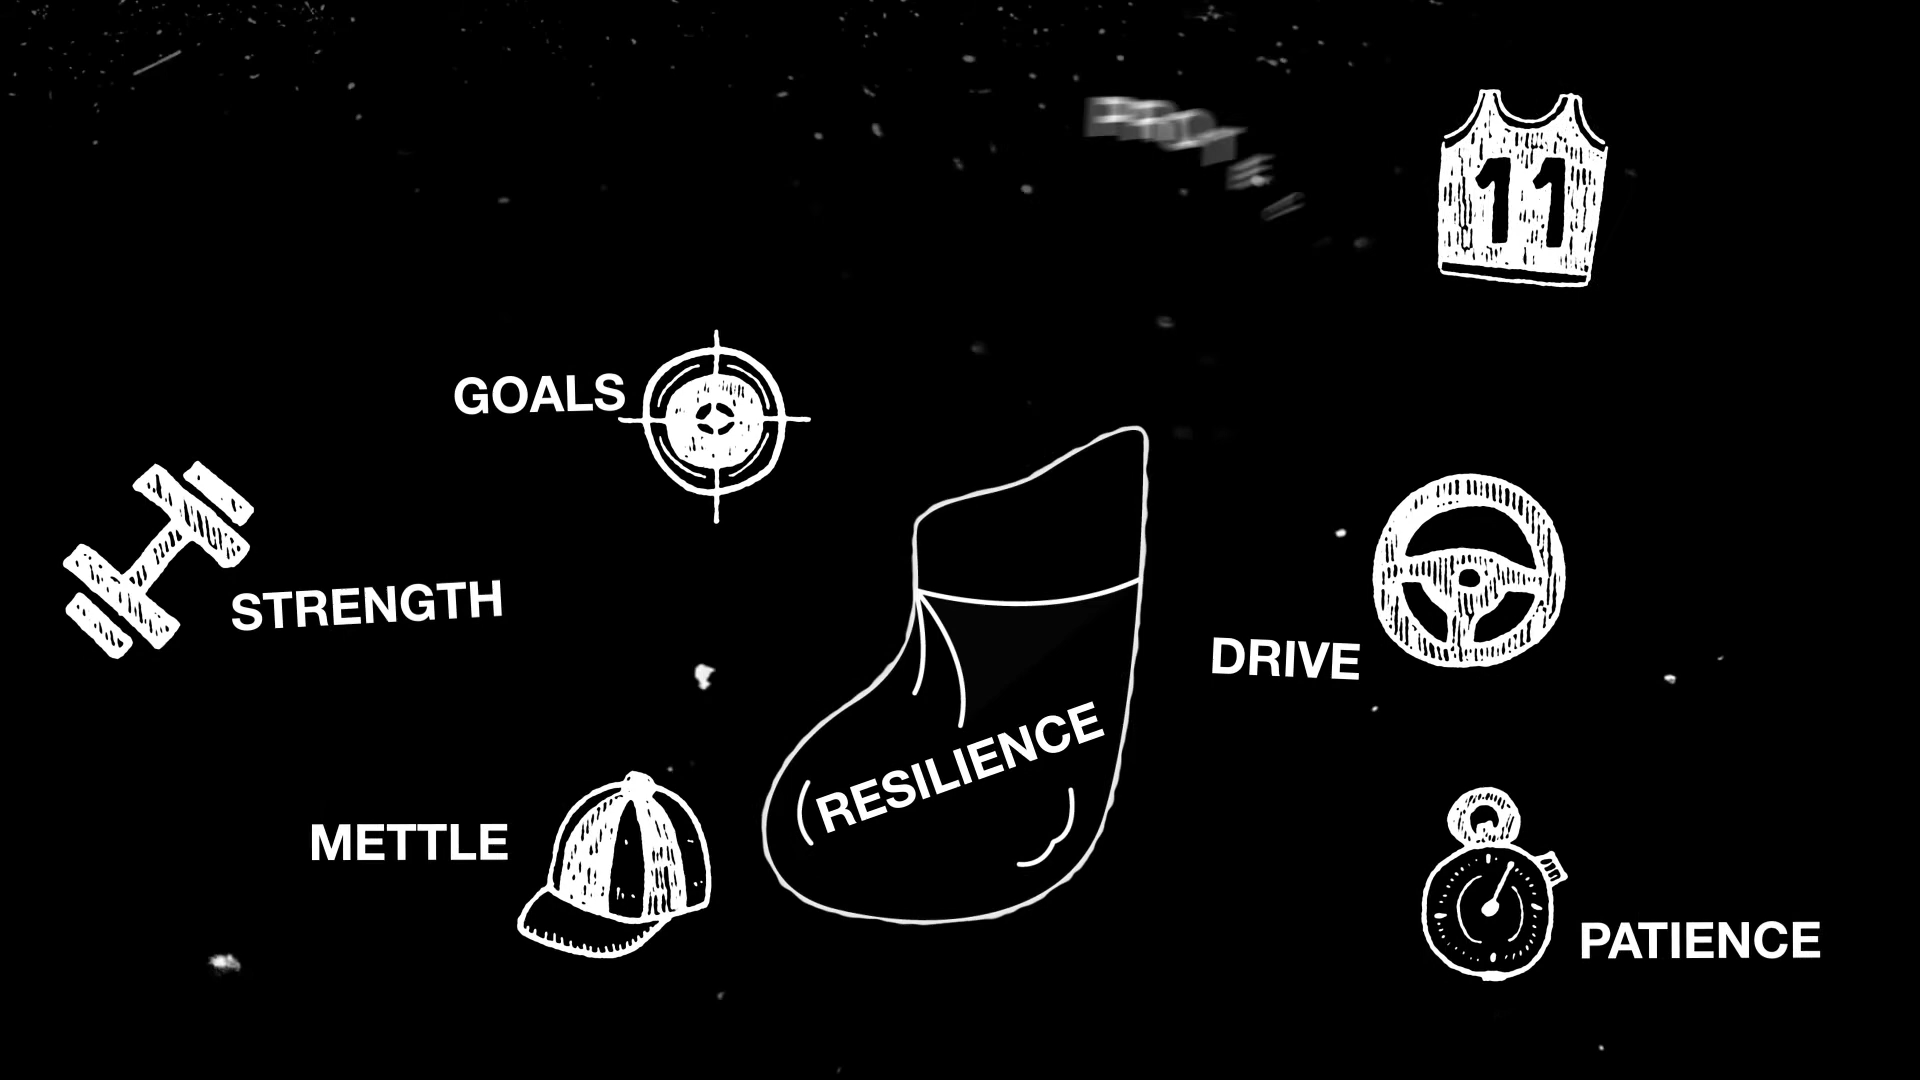 11
GOALS
STRENGTH
DRIVE
RESILIENCE
METTLE
PATIENCE